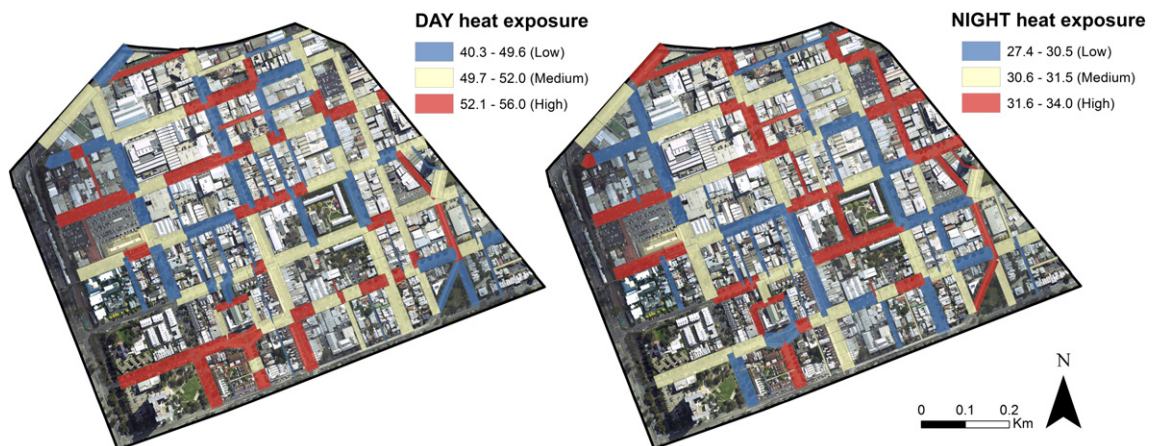 DAY heat exposure
40.3 - 49.6 (Low)
49.7 - 52.0 (Medium)
52.1 - 56.0 (High)
NIGHT heat exposure
27.4 - 30.5 (Low)
30.6 - 31.5 (Medium)
31.6 - 34.0 (High)
N
0 0.1 0.2
Km